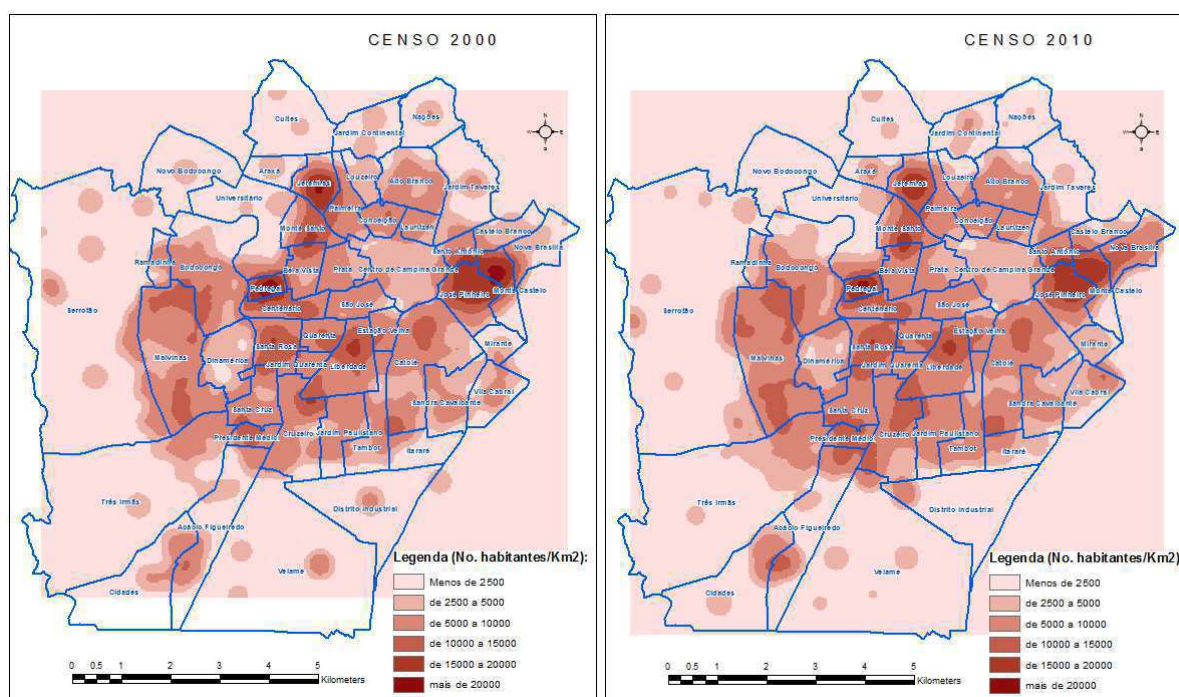 CENSO 2000
N
W
E
S
Cuités
Nações
Jardim Continental
Novo Bodocongo
Araxá
Jeremias
Louzeiro
Alto Branco
Jardim Tavares
Universitário
Palmeira
Conceição
Lauritzen
Monte Santo
Castelo Branco
Santo Antônio
Nova Brasília
Ramadinha
Bodocongo
Bela Vista
Prata
Centro de Campina Grande
Pedregal
José Pinheiro
Monte Castelo
Serrotão
Centenário
São José
Estação Velha
Quarenta
Mirante
Santa Rosa
Malvinas
Dinamérica
Jardim Quarenta
Liberdade
Catolé
Vila Cabral
Sandra Cavalcante
Santa Cruz
Presidente Médici
Cruzeiro
Jardim Paulistano
Tambor
Itararé
Três Irmãs
Distrito Industrial
Acácio Figueiredo
Velame
Cidades
Legenda (No. habitantes/Km2):
Menos de 2500
de 2500 a 5000
de 5000 a 10000
de 10000 a 15000
de 15000 a 20000
mais de 20000
0 0.5 1 2 3 4 5
Kilometers
CENSO 2010
N
W
E
S
Cuités
Nações
Jardim Continental
Novo Bodocongo
Araxá
Jeremias
Louzeiro
Alto Branco
Jardim Tavares
Universitário
Palmeira
Conceição
Lauritzen
Monte Santo
Castelo Branco
Santo Antônio
Nova Brasília
Ramadinha
Bodocongo
Bela Vista
Prata
Centro de Campina Grande
Pedregal
José Pinheiro
Monte Castelo
Serrotão
Centenário
São José
Estação Velha
Quarenta
Mirante
Santa Rosa
Malvinas
Dinamérica
Jardim Quarenta
Liberdade
Catolé
Vila Cabral
Sandra Cavalcante
Santa Cruz
Presidente Médici
Cruzeiro
Jardim Paulistano
Tambor
Itararé
Três Irmãs
Distrito Industrial
Acácio Figueiredo
Velame
Cidades
Legenda (No. habitantes/Km2):
Menos de 2500
de 2500 a 5000
de 5000 a 10000
de 10000 a 15000
de 15000 a 20000
mais de 20000
0 0.5 1 2 3 4 5
Kilometers